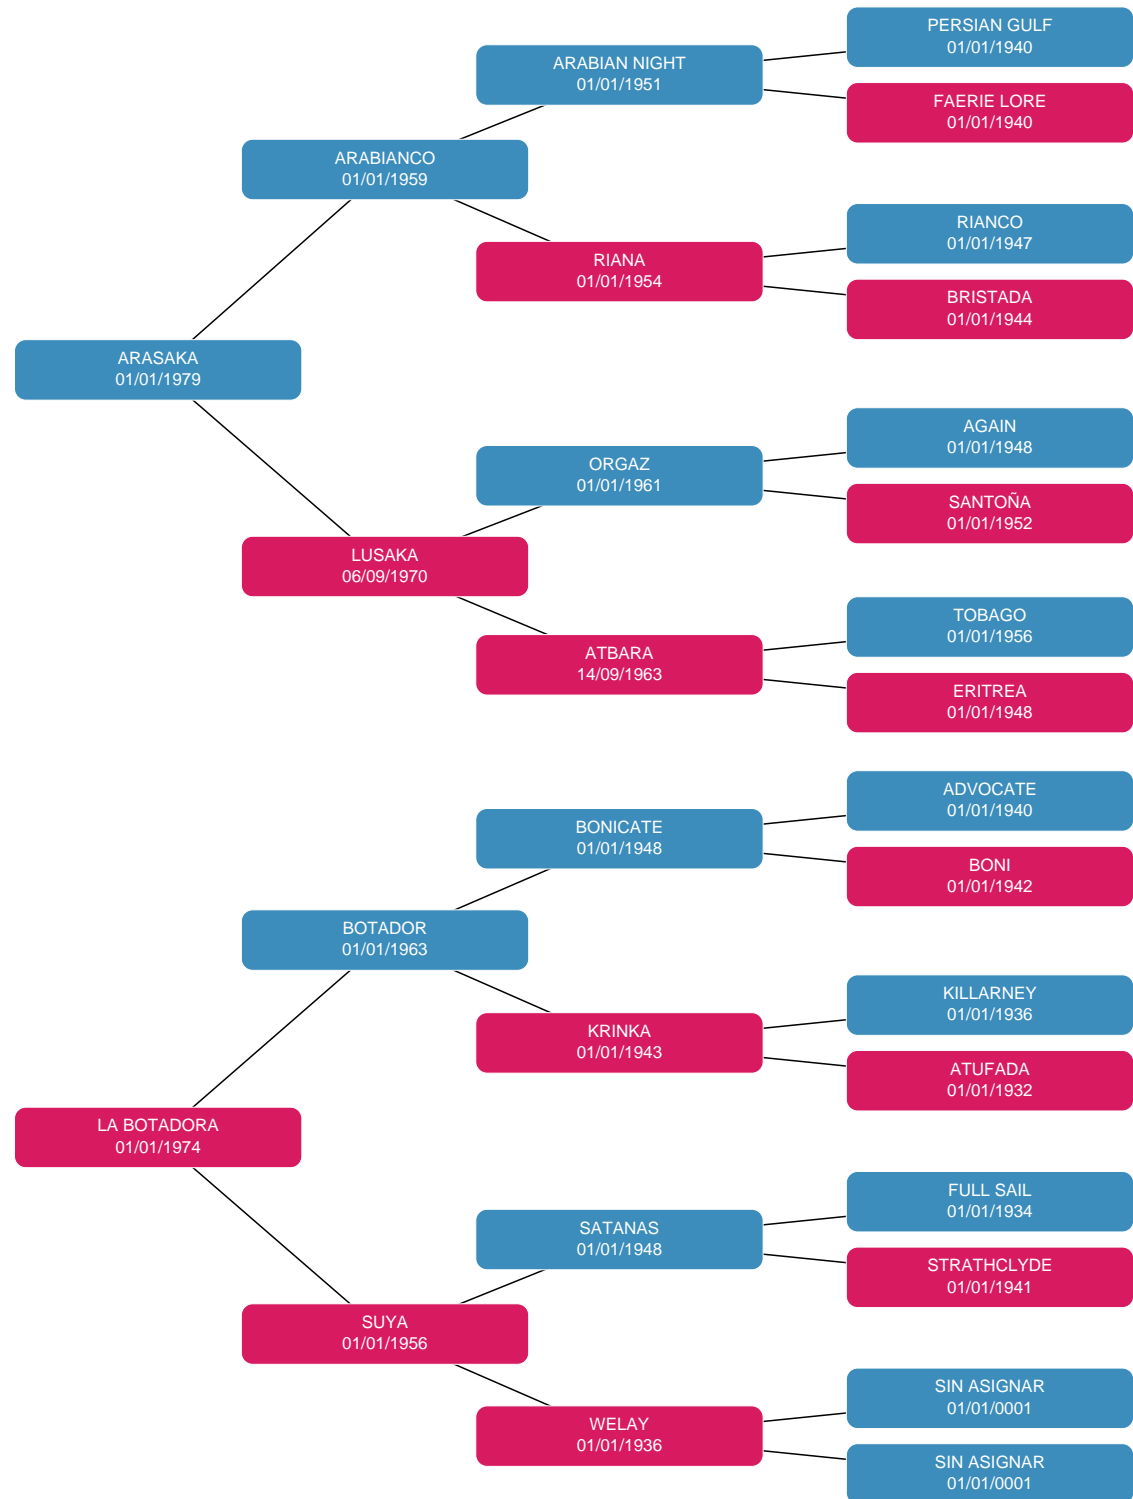 PERSIAN GULF
01/01/1940
ARABIAN NIGHT
01/01/1951
FAERIE LORE
01/01/1940
ARABIANCO
01/01/1959
RIANCO
01/01/1947
RIANA
01/01/1954
BRISTADA
01/01/1944
ARASAKA
01/01/1979
AGAIN
01/01/1948
ORGAZ
01/01/1961
SANTOÑA
01/01/1952
LUSAKA
06/09/1970
TOBAGO
01/01/1956
ATBARA
14/09/1963
ERITREA
01/01/1948
ADVOCATE
01/01/1940
BONICATE
01/01/1948
BONI
01/01/1942
BOTADOR
01/01/1963
KILLARNEY
01/01/1936
KRINKA
01/01/1943
ATUFADA
01/01/1932
LA BOTADORA
01/01/1974
FULL SAIL
01/01/1934
SATANAS
01/01/1948
STRATHCLYDE
01/01/1941
SUYA
01/01/1956
SIN ASIGNAR
01/01/0001
WELAY
01/01/1936
SIN ASIGNAR
01/01/0001